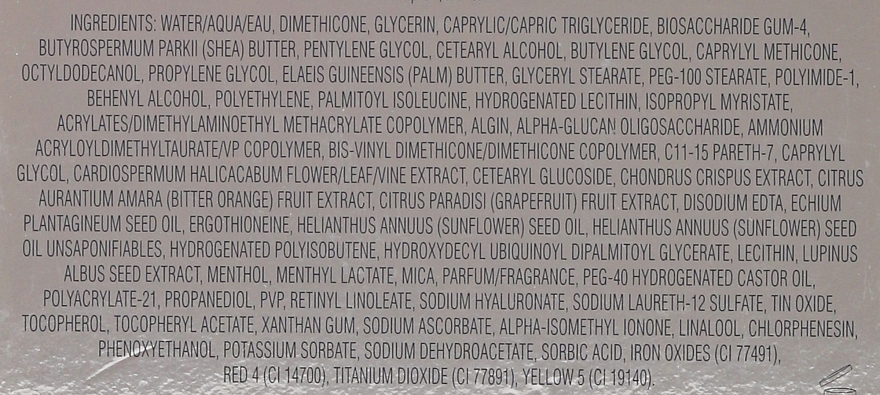 INGREDIENTS: WATER/AQUA/EAU, DIMETHICONE, GLYCERIN, CAPRYLIC/CAPRIC TRIGLYCERIDE, BIOSACCHARIDE GUM-4,
BUTYROSPERMUM PARKII (SHEA) BUTTER, PENTYLENE GLYCOL, CETEARYL ALCOHOL, BUTYLENE GLYCOL, CAPRYLYL METHICONE,
OCTYLDODECANOL, PROPYLENE GLYCOL, ELAEIS GUINEENSIS (PALM) BUTTER, GLYCERYL STEARATE, PEG-100 STEARATE, POLYIMIDE-1,
BEHENYL ALCOHOL, POLYETHYLENE, PALMITOYL ISOLEUCINE, HYDROGENATED LECITHIN, ISOPROPYL MYRISTATE,
ACRYLATES/DIMETHYLAMINOETHYL METHACRYLATE COPOLYMER, ALGIN, ALPHA-GLUCAN OLIGOSACCHARIDE, AMMONIUM
ACRYLOYLDIMETHYLTAURATE/VP COPOLYMER, BIS-VINYL DIMETHICONE/DIMETHICONE COPOLYMER, C11-15 PARETH-7, CAPRYLYL
GLYCOL, CARDIOSPERMUM HALICACABUM FLOWER/LEAF/VINE EXTRACT, CETEARYL GLUCOSIDE, CHONDRUS CRISPUS EXTRACT, CITRUS
AURANTIUM AMARA (BITTER ORANGE) FRUIT EXTRACT, CITRUS PARADISI (GRAPEFRUIT) FRUIT EXTRACT, DISODIUM EDTA, ECHIUM
PLANTAGINEUM SEED OIL, ERGOTHIONEINE, HELIANTHUS ANNUUS (SUNFLOWER) SEED OIL, HELIANTHUS ANNUUS (SUNFLOWER) SEED
OIL UNSAPONIFIABLES, HYDROGENATED POLYISOBUTENE, HYDROXYDECYL UBIQUINOYL DIPALMITOYL GLYCERATE, LECITHIN, LUPINUS
ALBUS SEED EXTRACT, MENTHOL, MENTHYL LACTATE, MICA, PARFUM/FRAGRANCE, PEG-40 HYDROGENATED CASTOR OIL,
POLYACRYLATE-21, PROPANEDIOL, PVP, RETINYL LINOLEATE, SODIUM HYALURONATE, SODIUM LAURETH-12 SULFATE, TIN OXIDE,
TOCOPHEROL, TOCOPHERYL ACETATE, XANTHAN GUM, SODIUM ASCORBATE, ALPHA-ISOMETHYL IONONE, LINALOOL, CHLORPHENESIN,
PHENOXYETHANOL, POTASSIUM SORBATE, SODIUM DEHYDROACETATE, SORBIC ACID, IRON OXIDES (CI 77491),
RED 4 (CI 14700), TITANIUM DIOXIDE (CI 77891), YELLOW 5 (CI 19140).